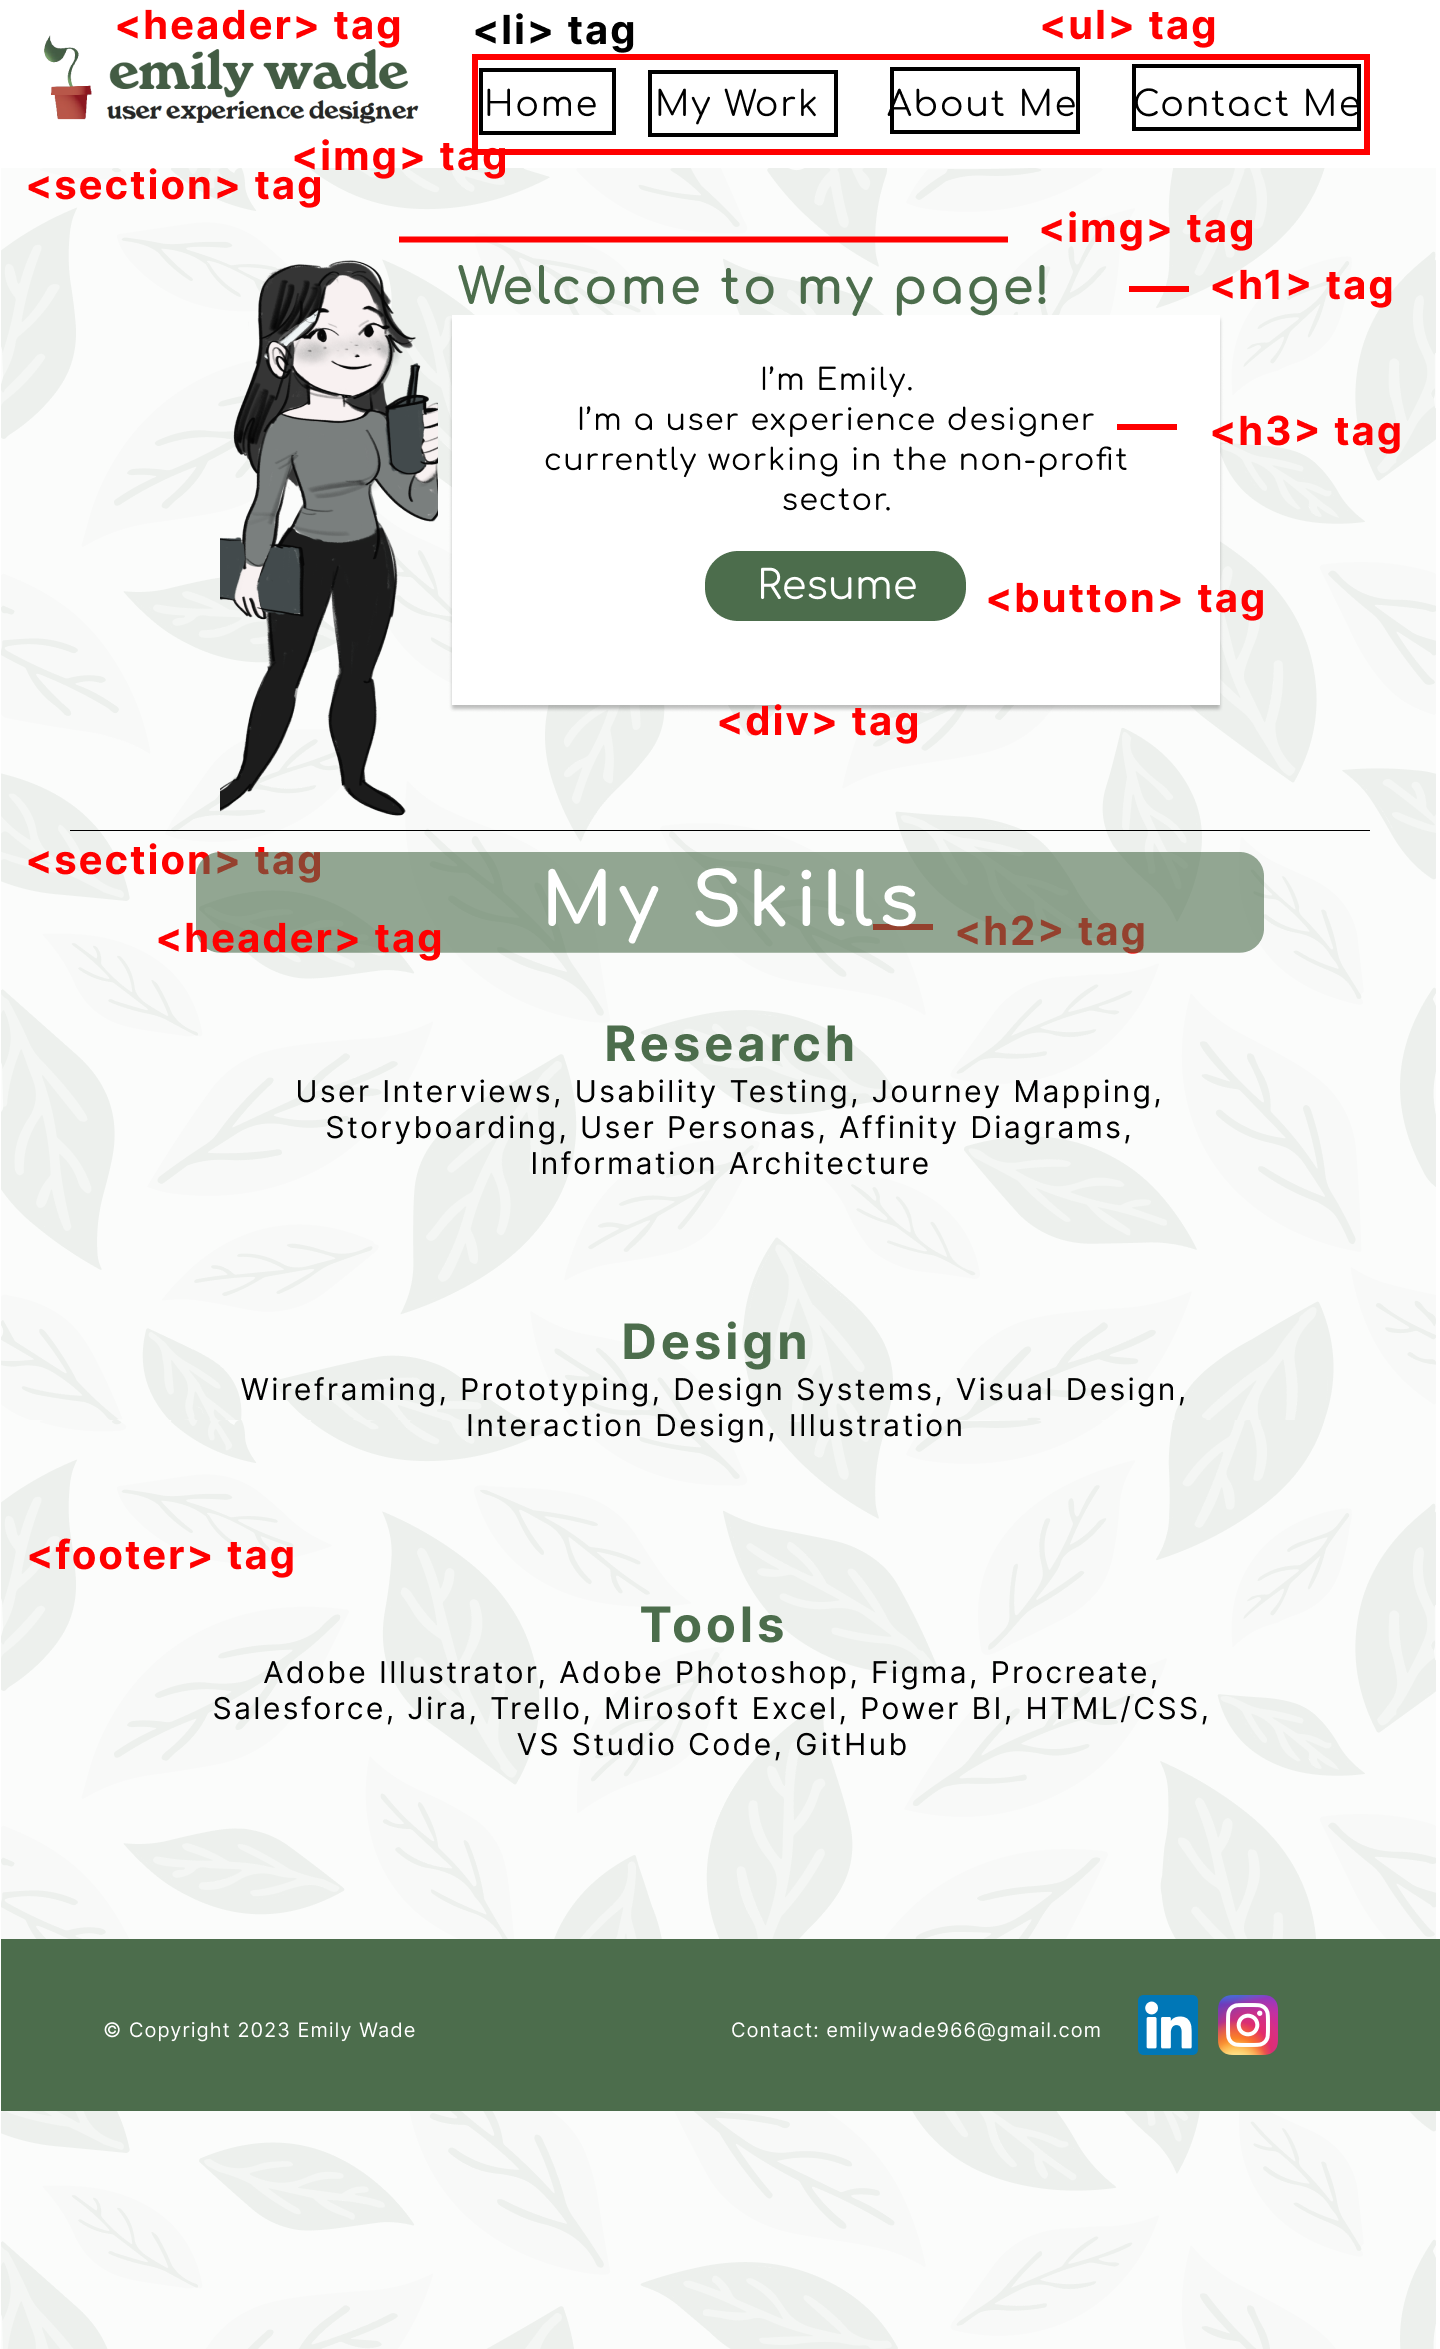 <header> tag
<li> tag
<ul> tag
emily wade
user experience designer
Home
My Work
About Me
Contact Me
<img> tag
<section> tag
<img> tag
Welcome to my page!
<h1> tag
I’m Emily.
I’m a user experience designer
currently working in the non-profit
sector.
<h3> tag
Resume
<button> tag
<div> tag
<section> tag
My Skills
<header> tag
<h2> tag
Research
User Interviews, Usability Testing, Journey Mapping,
Storyboarding, User Personas, Affinity Diagrams,
Information Architecture
Design
Wireframing, Prototyping, Design Systems, Visual Design,
Interaction Design, Illustration
<footer> tag
Tools
Adobe Illustrator, Adobe Photoshop, Figma, Procreate,
Salesforce, Jira, Trello, Mirosoft Excel, Power BI, HTML/CSS,
VS Studio Code, GitHub
© Copyright 2023 Emily Wade
Contact: emilywade966@gmail.com
in